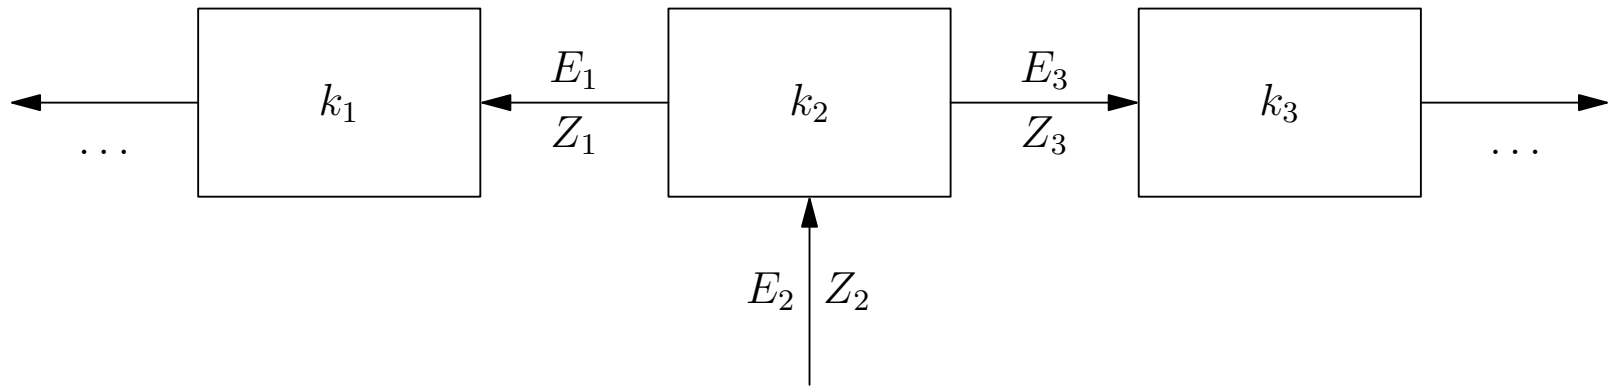 E₁ E₃
k₁ k₂ k₃
Z₁ Z₃
... ...
E₂ Z₂